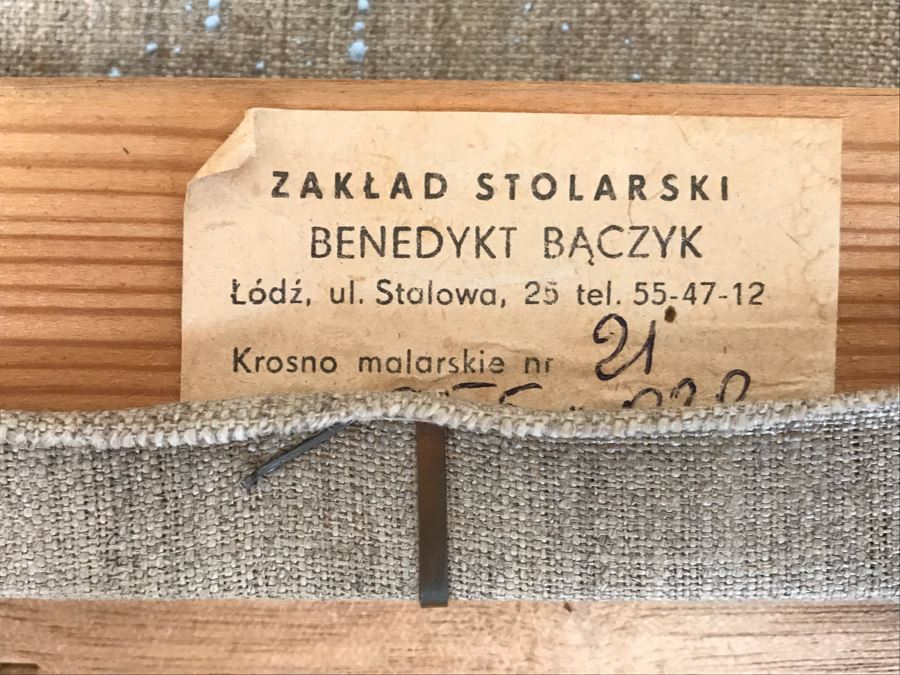 ZAKŁAD STOLARSKI
BENEDYKT BĄCZYK
Łódź, ul. Stalowa, 25 tel. 55-47-12
Krosno malarskie nr 21